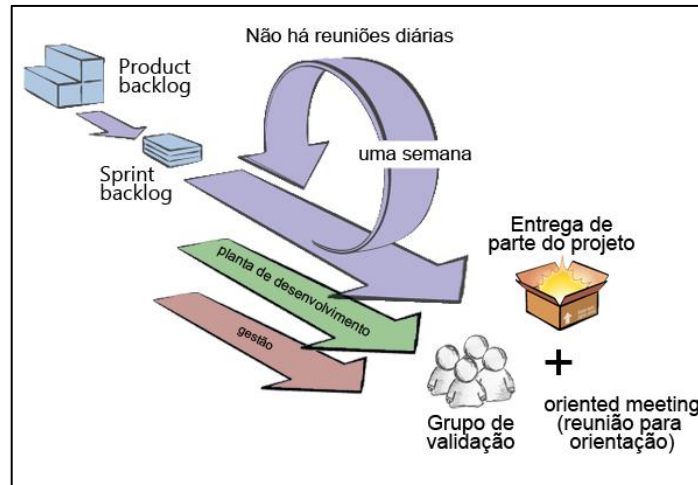 Não há reuniões diárias
Product
backlog
uma semana
Sprint
backlog
Entrega de
parte do projeto
planta de desenvolvimento
gestão
+
Grupo de
validação
oriented meeting
(reunião para
orientação)